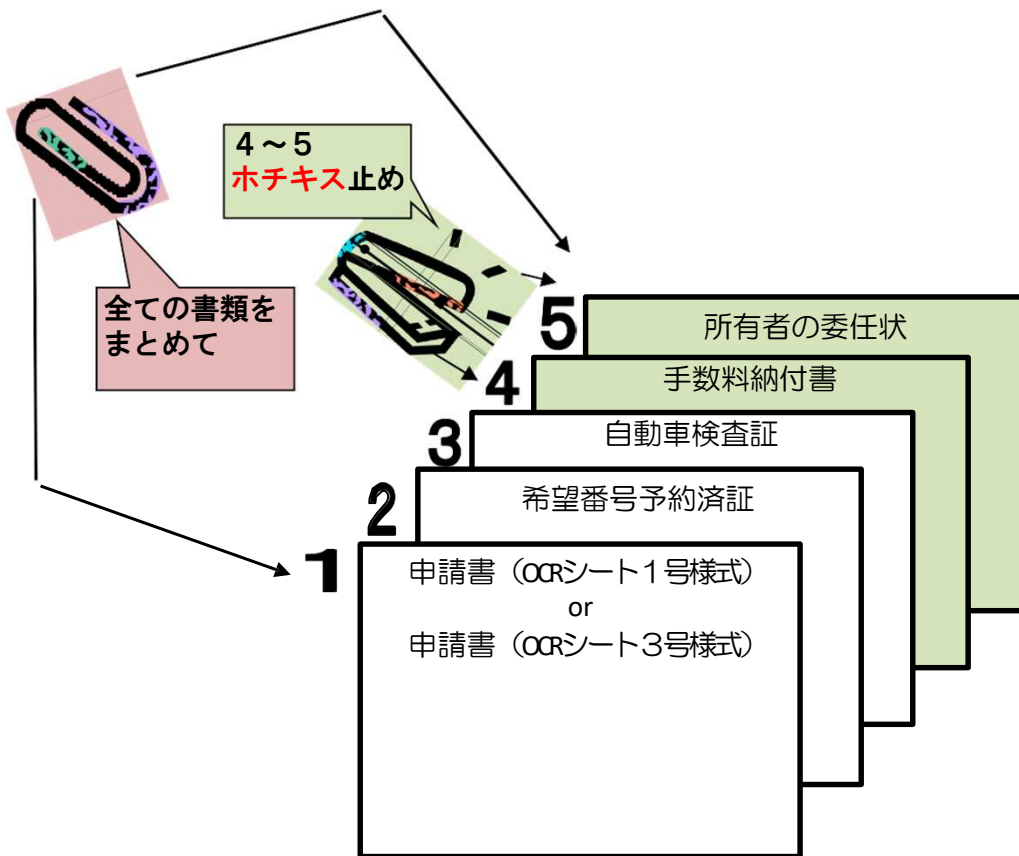 4～5
ホチキス止め
全ての書類を
まとめて
5
所有者の委任状
4
手数料納付書
3
自動車検査証
2
希望番号予約済証
1
申請書（OCRシート1号様式）
or
申請書（OCRシート3号様式）